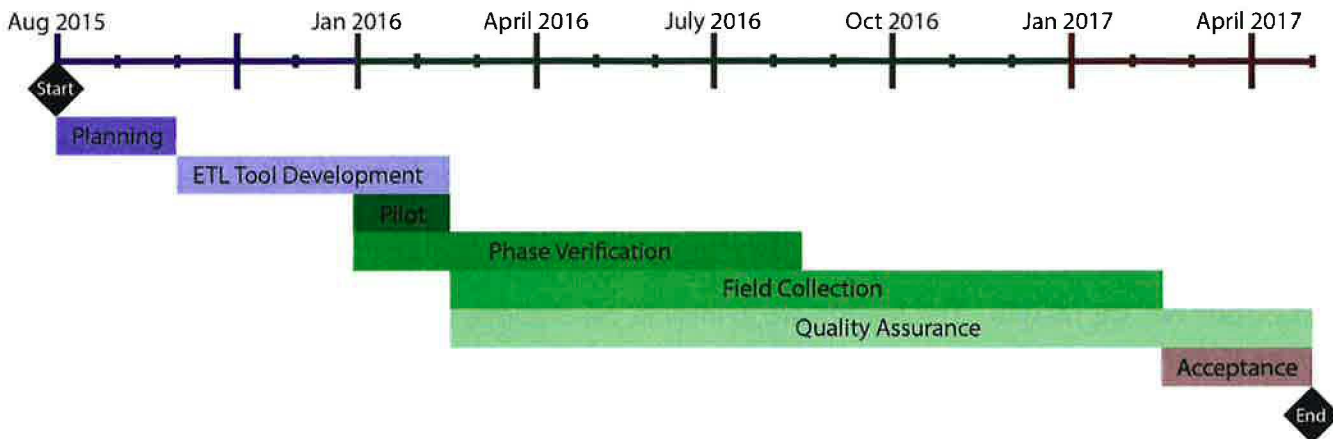 Aug 2015 Jan 2016 April 2016 July 2016 Oct 2016 Jan 2017 April 2017
Start
Planning
ETL Tool Development
Pilot
Phase Verification
Field Collection
Quality Assurance
Acceptance
End